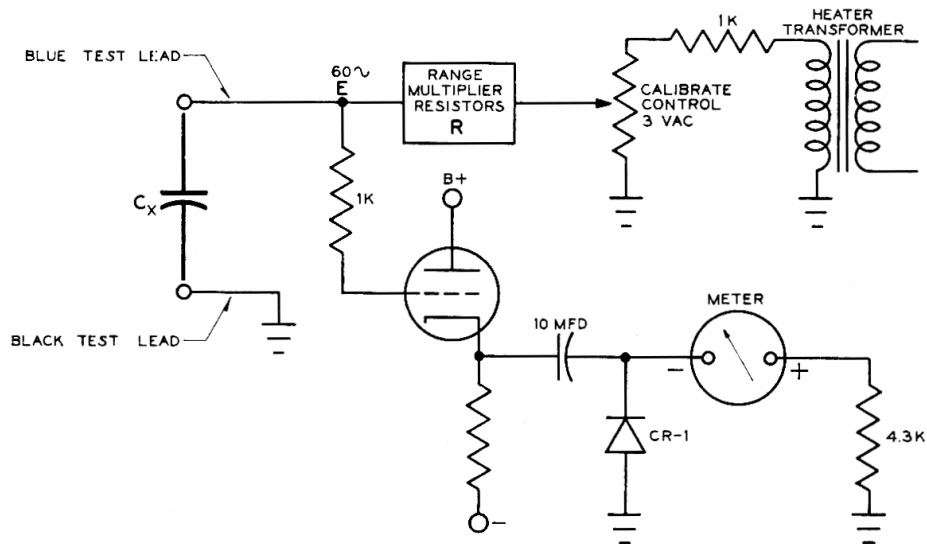 BLUE TEST LEAD
60~
E
RANGE
MULTIPLIER
RESISTORS
R
1K
HEATER
TRANSFORMER
CALIBRATE
CONTROL
3 VAC
CX
1K
B+
BLACK TEST LEAD
10 MFD
METER
-
+
CR-1
4.3K
-